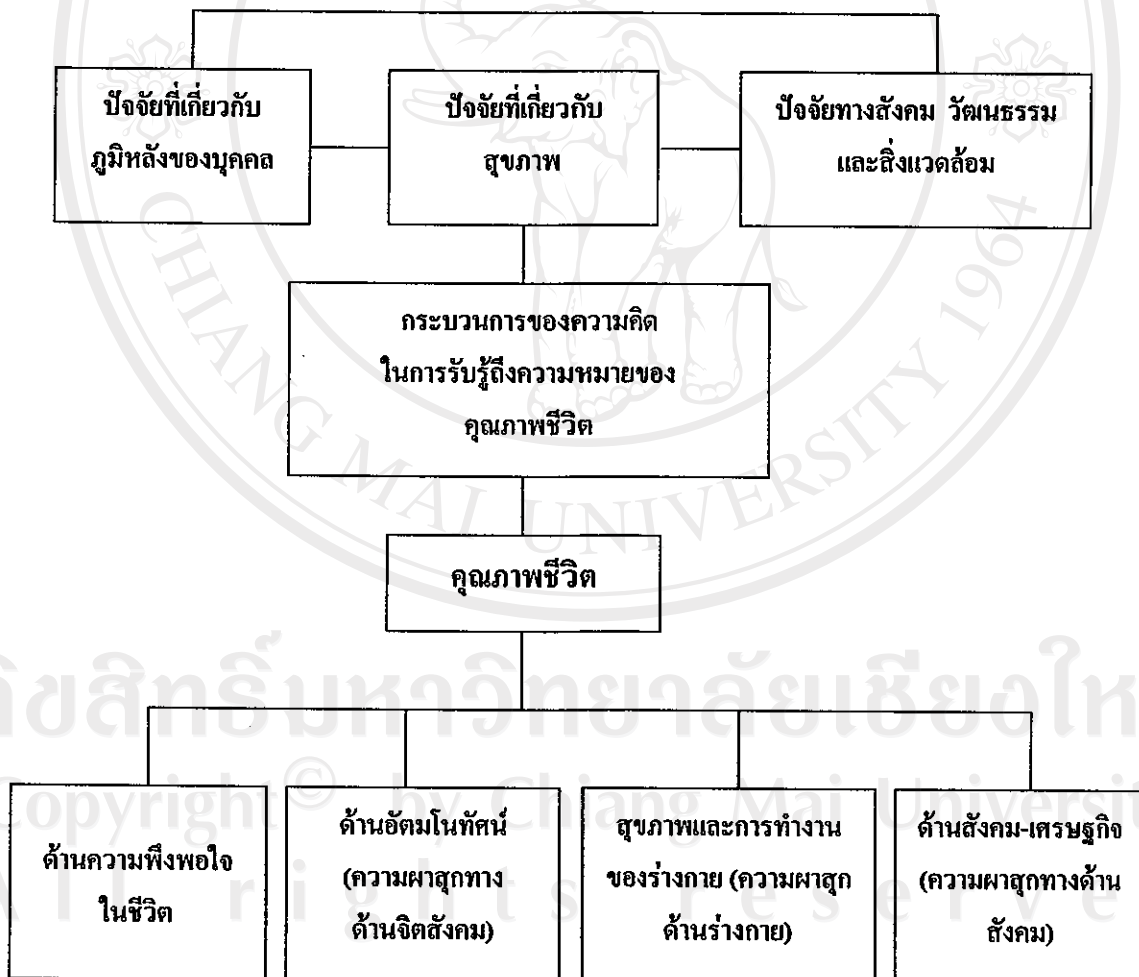 ปัจจัยที่เกี่ยวกับ
ภูมิหลังของบุคคล
ปัจจัยที่เกี่ยวกับ
สุขภาพ
ปัจจัยทางสังคม วัฒนธรรม
และสิ่งแวดล้อม
กระบวนการของความคิด
ในการรับรู้ถึงความหมายของ
คุณภาพชีวิต
คุณภาพชีวิต
ด้านความพึงพอใจ
ในชีวิต
ด้านอัตมโนทัศน์
(ความผาสุกทาง
ด้านจิตสังคม)
สุขภาพและการทำงาน
ของร่างกาย (ความผาสุก
ด้านร่างกาย)
ด้านสังคม-เศรษฐกิจ
(ความผาสุกทางด้าน
สังคม)
CHIANG MAI UNIVERSITY 1964
สิทธิ์มหาวิทยาลัยเชียงให
Copyright© by Chiang Mai Universit
All rights reserve